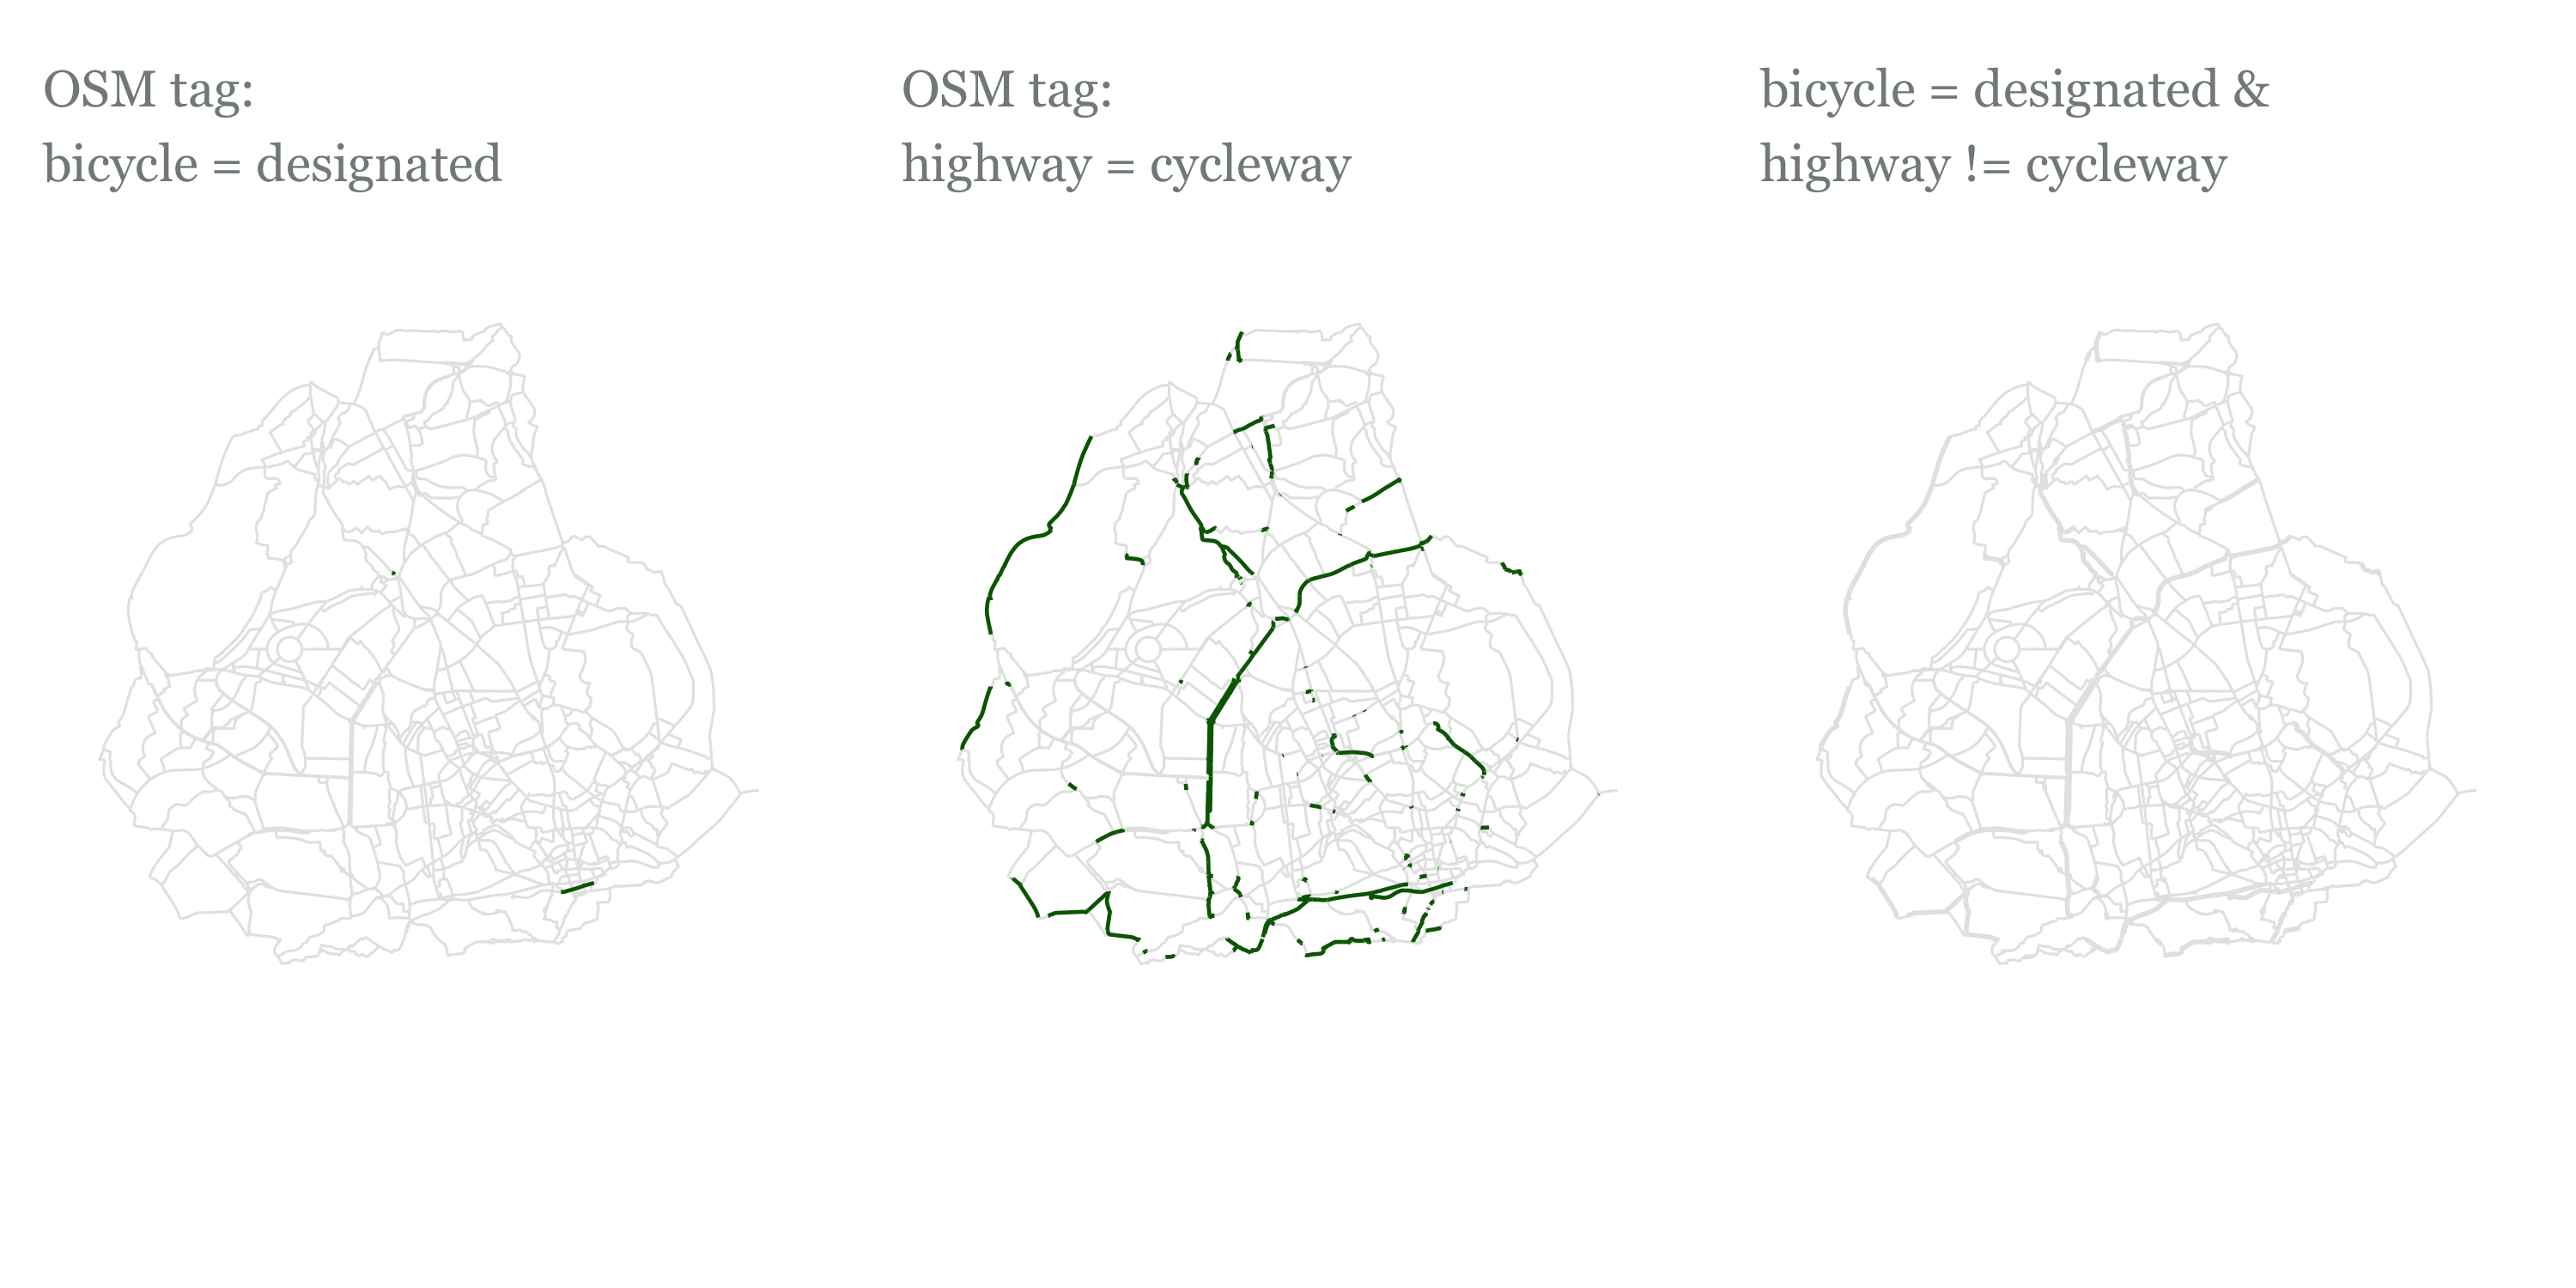 OSM tag:
bicycle = designated
OSM tag:
highway = cycleway
bicycle = designated &
highway != cycleway